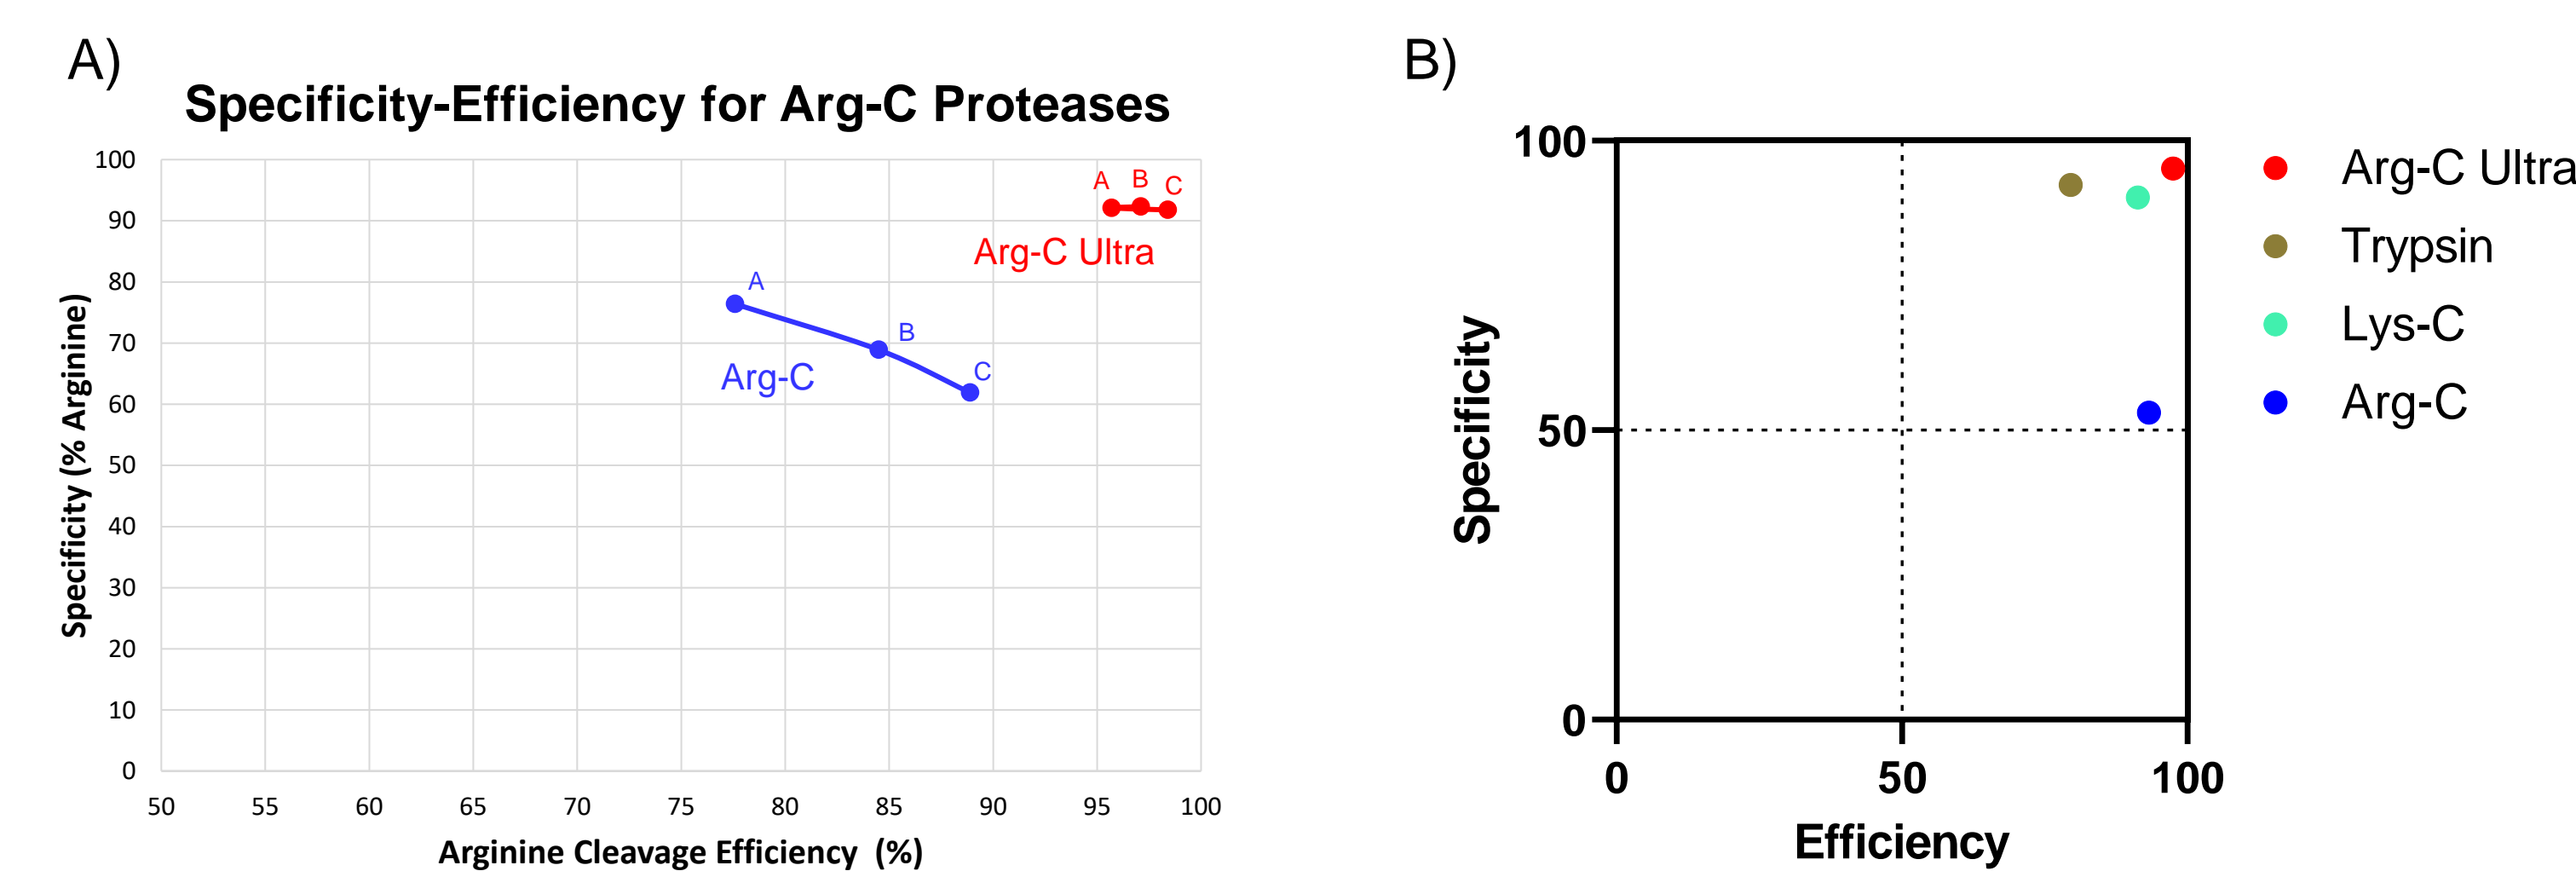 A)
Specificity-Efficiency for Arg-C Proteases
Specificity (% Arginine)
100
90
80
70
60
50
40
30
20
10
0
50 55 60 65 70 75 80 85 90 95 100
Arginine Cleavage Efficiency (%)
A B C
Arg-C Ultra
A
B
C
Arg-C
B)
Specificity
100
50
0
0 50 100
Efficiency
Arg-C Ultra
Trypsin
Lys-C
Arg-C